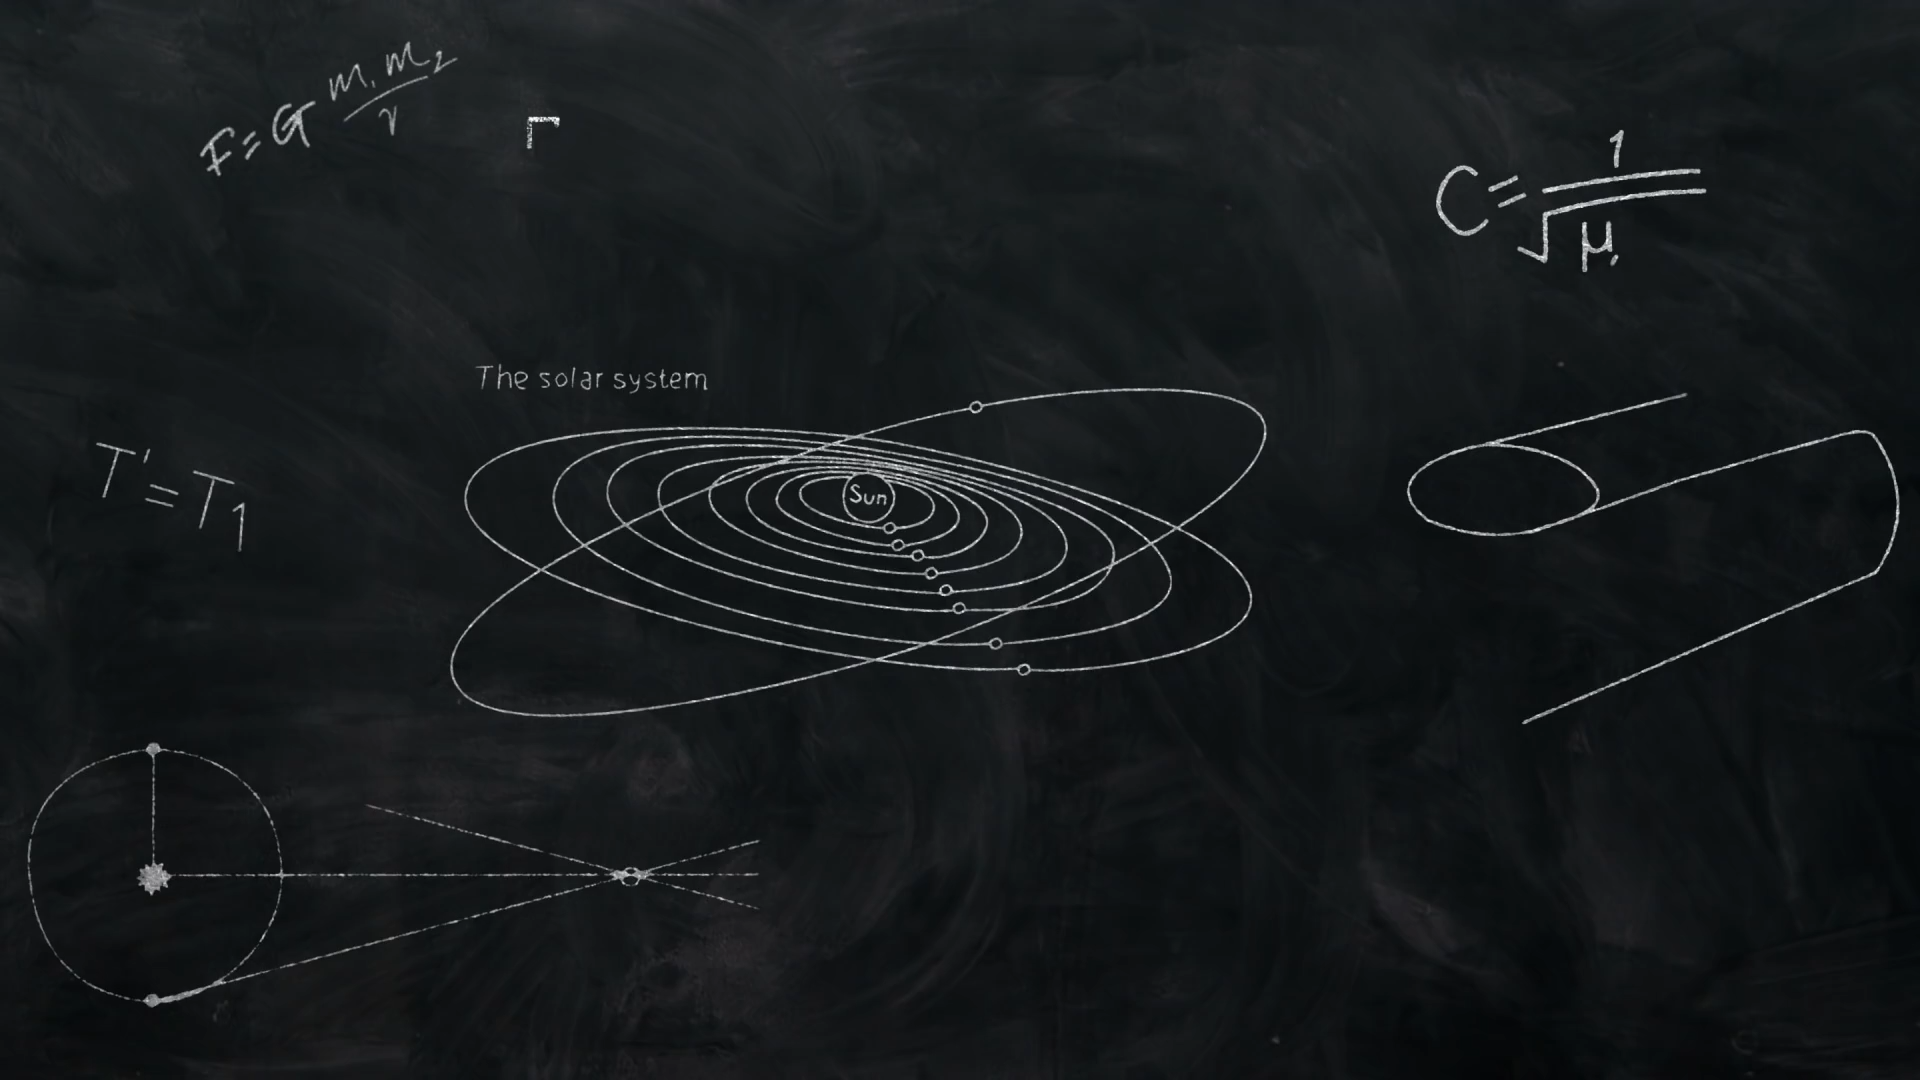 F=G m₁m₂/r
Γ
C=1/√μ
The solar system
T'=T1
Sun